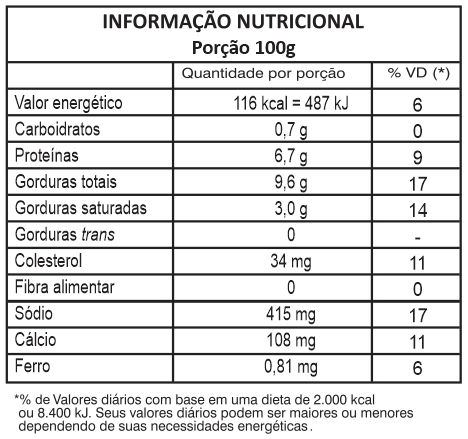 INFORMAÇÃO NUTRICIONAL
Porção 100g
Quantidade por porção % VD (*)
Valor energético 116 kcal = 487 kJ 6
Carboidratos 0,7 g 0
Proteínas 6,7 g 9
Gorduras totais 9,6 g 17
Gorduras saturadas 3,0 g 14
Gorduras trans 0 -
Colesterol 34 mg 11
Fibra alimentar 0 0
Sódio 415 mg 17
Cálcio 108 mg 11
Ferro 0,81 mg 6
*% de Valores diários com base em uma dieta de 2.000 kcal
ou 8.400 kJ. Seus valores diários podem ser maiores ou menores
dependendo de suas necessidades energéticas.